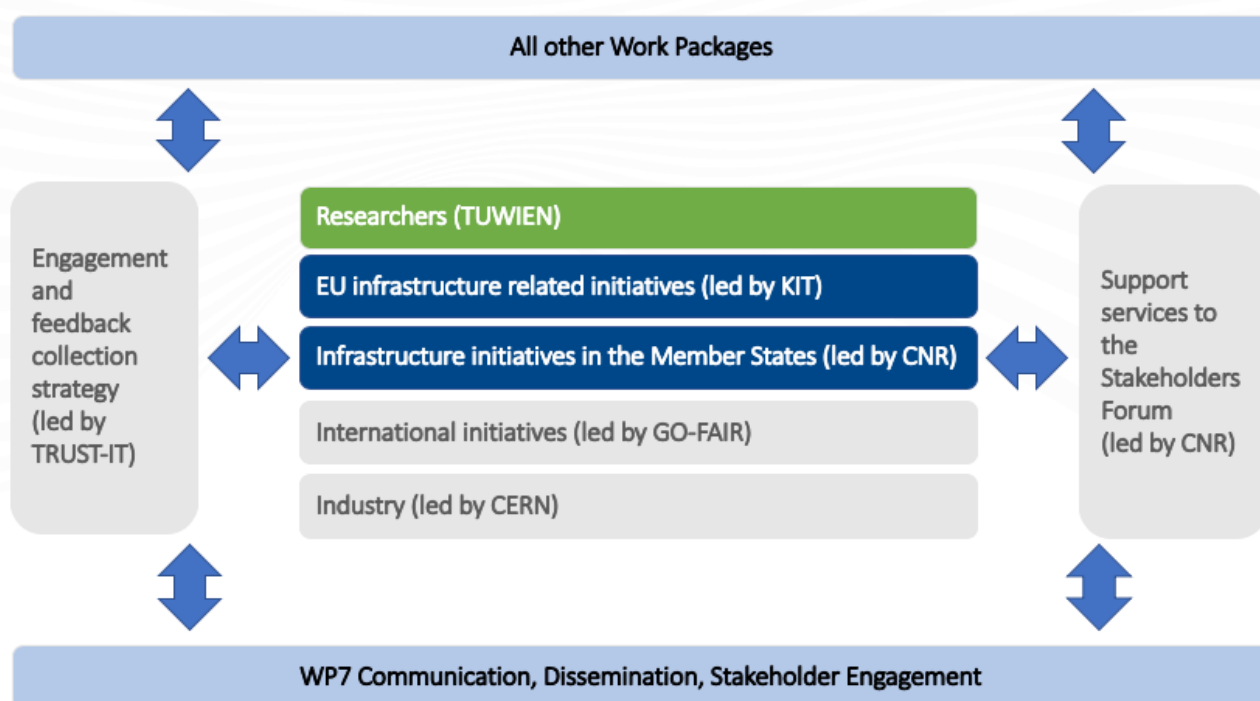 All other Work Packages
Engagement
and
feedback
collection
strategy
(led by
TRUST-IT)
Researchers (TUWIEN)
EU infrastructure related initiatives (led by KIT)
Infrastructure initiatives in the Member States (led by CNR)
International initiatives (led by GO-FAIR)
Industry (led by CERN)
Support
services to
the
Stakeholders
Forum
(led by CNR)
WP7 Communication, Dissemination, Stakeholder Engagement